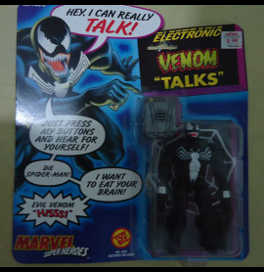 HEY, I CAN REALLY
TALK!
ELECTRONIC
VENOM
"TALKS"
JUST PRESS
MY BUTTONS
AND HEAR FOR
YOURSELF!
DIE
SPIDER-MAN!
I WANT
TO EAT YOUR
BRAIN!
EVIL VENOM
"HISSS!"
MARVEL
SUPER HEROES